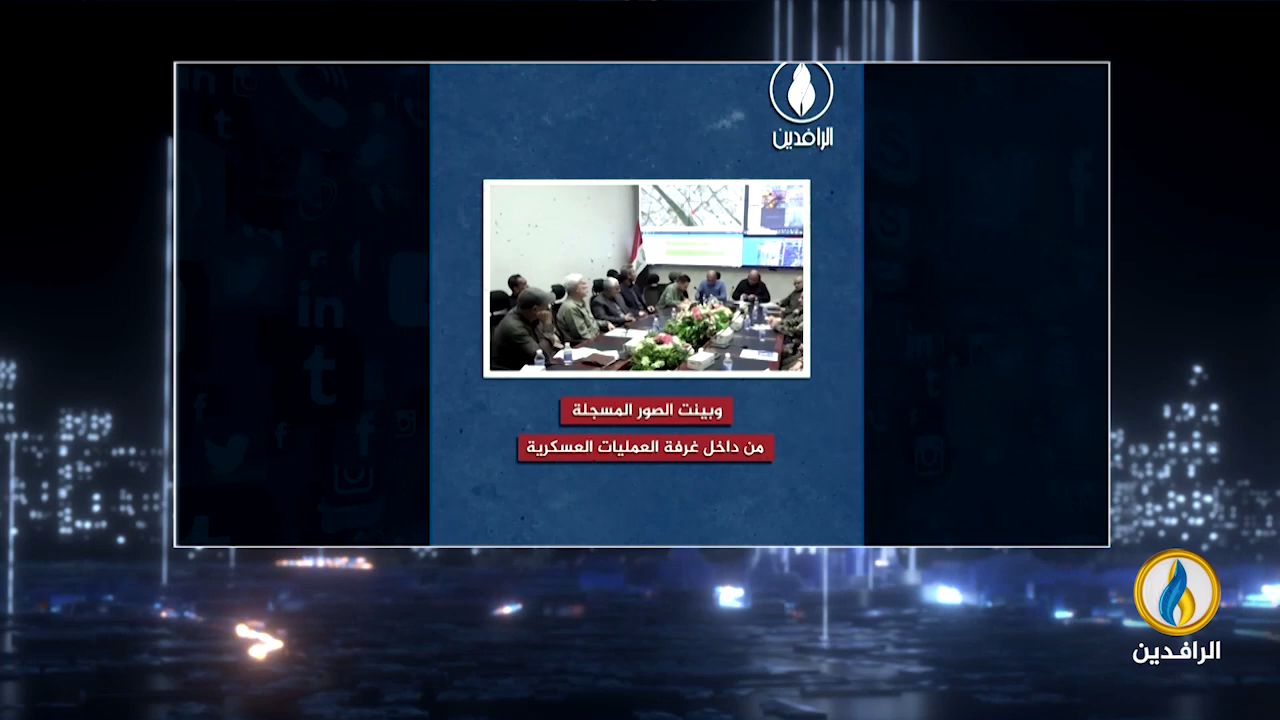 الرافدين
وبينت الصور المسجلة
من داخل غرفة العمليات العسكرية
الرافدين